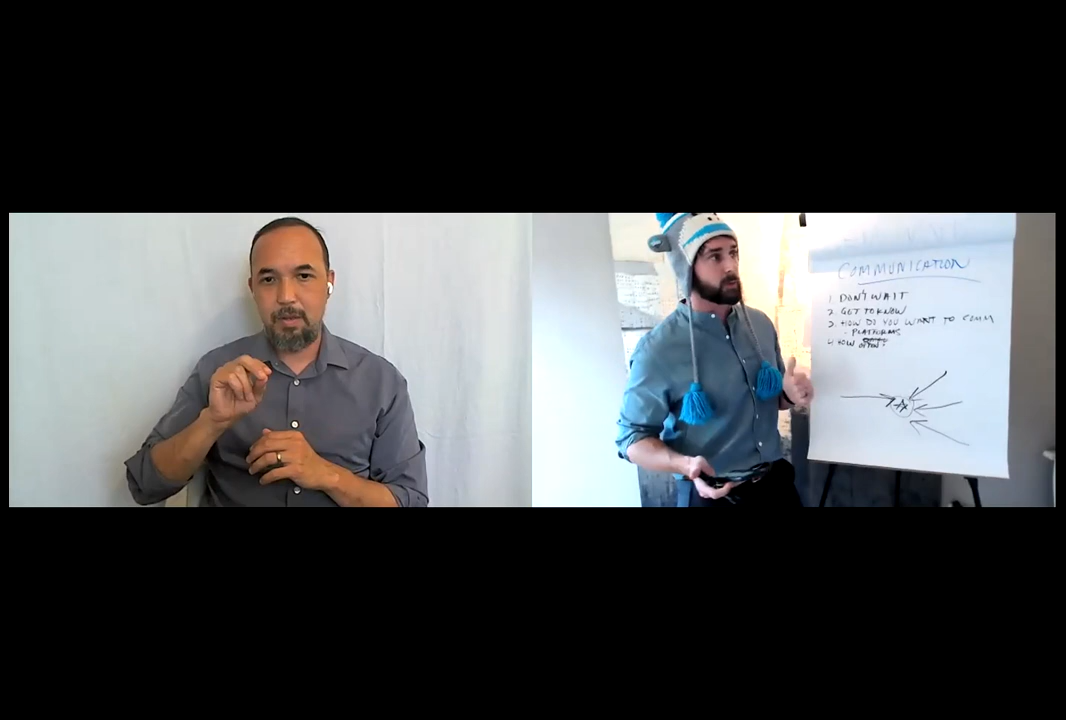 COMMUNICATION
1. DON'T WAIT
2. GET TO KNOW
3. HOW DO YOU WANT TO COMM
- PLATFORMS
4. HOW OFTEN?